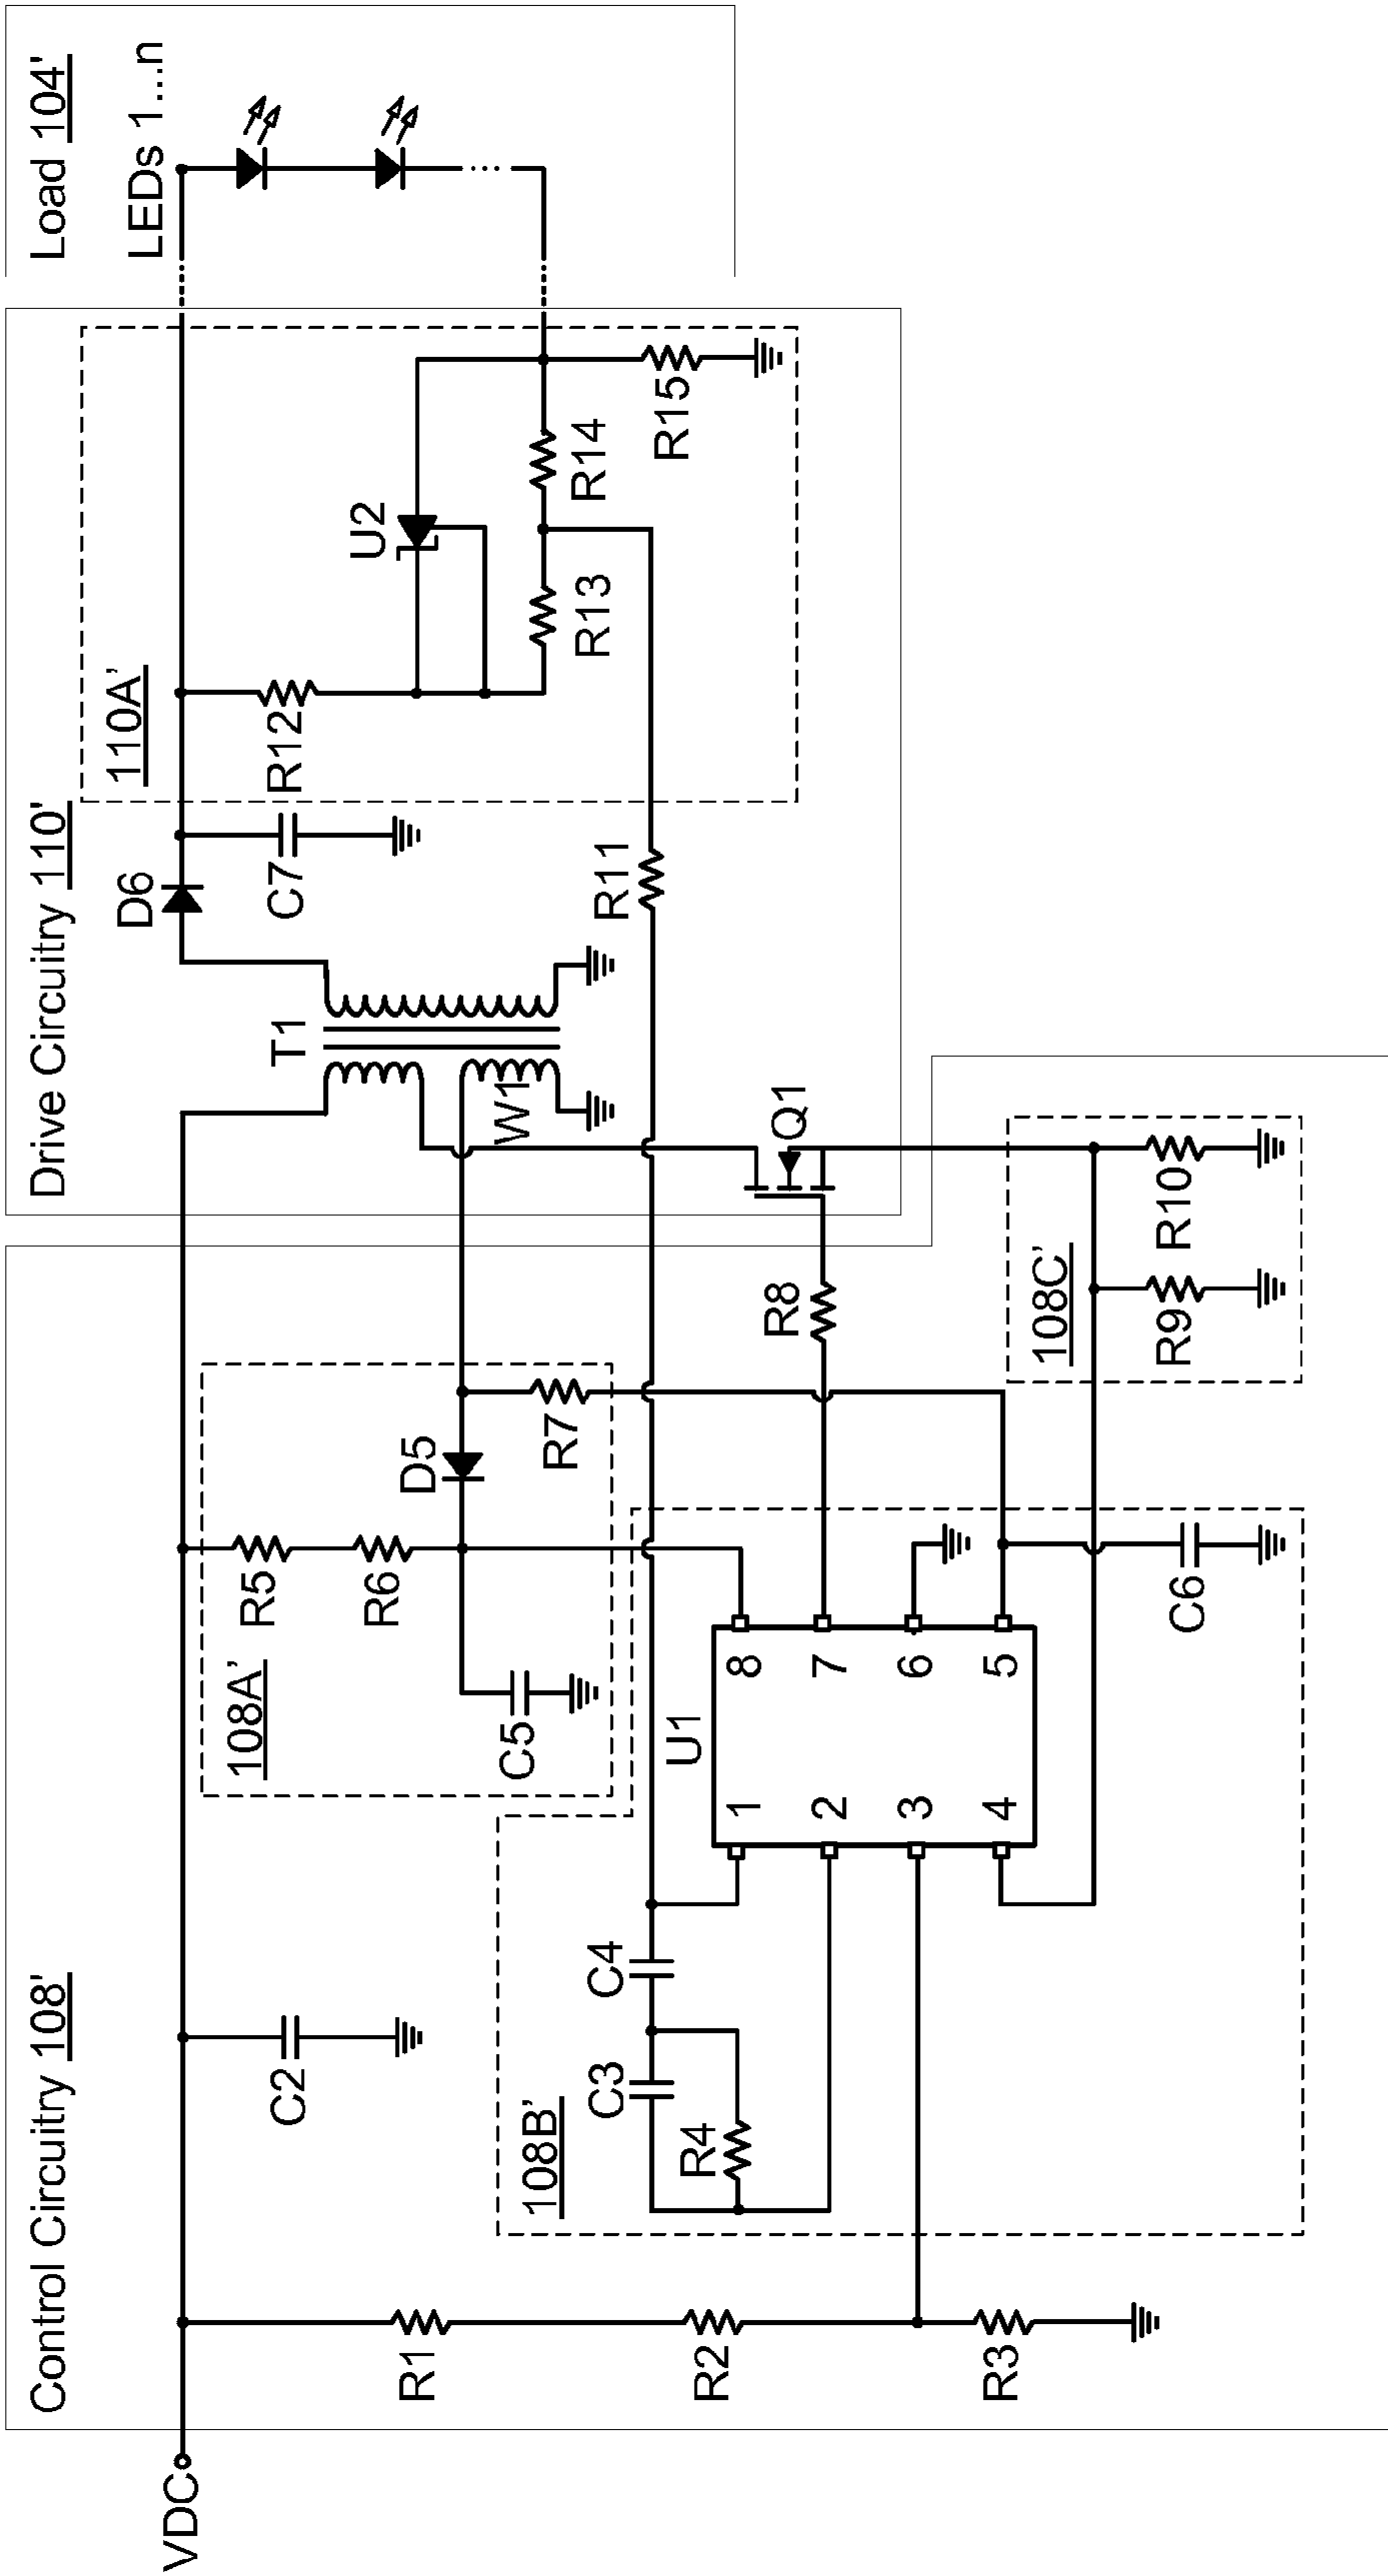 Control Circuitry 108'
Drive Circuitry 110'
Load 104'
LEDs 1...n
VDC
R1
R2
R3
C2
108A’
R5
R6
D5
R7
C5
108B’
C3
C4
R4
U1
1
2
3
4
8
7
6
5
C6
R8
108C’
R9
R10
T1
W1
Q1
D6
C7
R11
110A’
R12
U2
R13
R14
R15